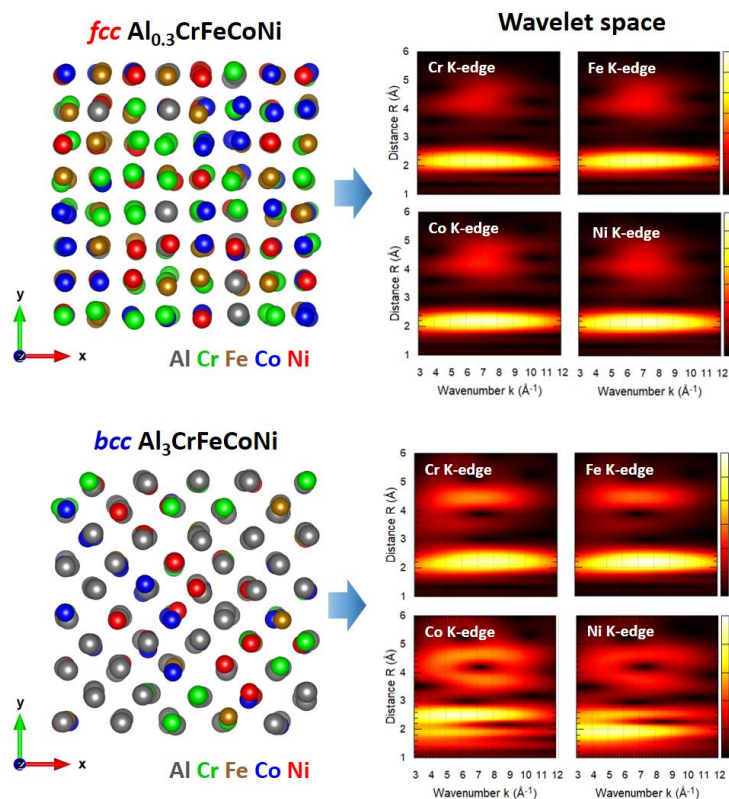 fcc Al0.3CrFeCoNi
Wavelet space
Cr K-edge
Fe K-edge
Distance R (Å)
6
5
4
3
2
1
Co K-edge
Ni K-edge
Distance R (Å)
6
5
4
3
2
1
3 4 5 6 7 8 9 10 11 12
3 4 5 6 7 8 9 10 11 12
Wavenumber k (Å-1)
Wavenumber k (Å-1)
y
z
x
Al Cr Fe Co Ni
bcc Al3CrFeCoNi
Cr K-edge
Fe K-edge
Distance R (Å)
6
5
4
3
2
1
Co K-edge
Ni K-edge
Distance R (Å)
6
5
4
3
2
1
3 4 5 6 7 8 9 10 11 12
3 4 5 6 7 8 9 10 11 12
Wavenumber k (Å-1)
Wavenumber k (Å-1)
y
z
x
Al Cr Fe Co Ni